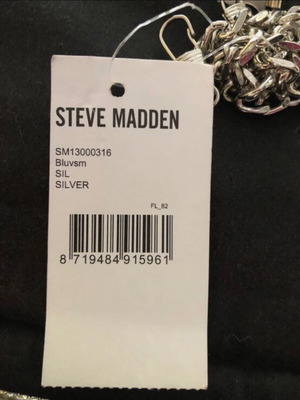 STEVE MADDEN
SM13000316
Bluvsm
SIL
SILVER
FL_82
8 719484 915961